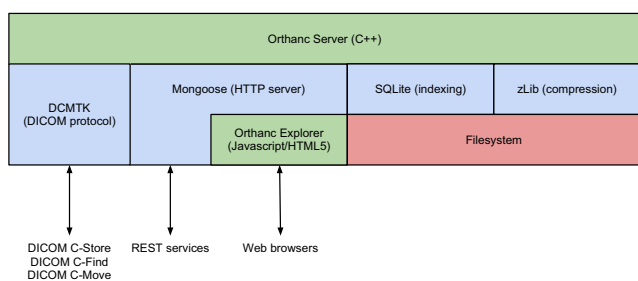 Orthanc Server (C++)
DCMTK
(DICOM protocol)
Mongoose (HTTP server)
SQLite (indexing)
zLib (compression)
Orthanc Explorer
(Javascript/HTML5)
Filesystem
DICOM C-Store
DICOM C-Find
DICOM C-Move
REST services
Web browsers